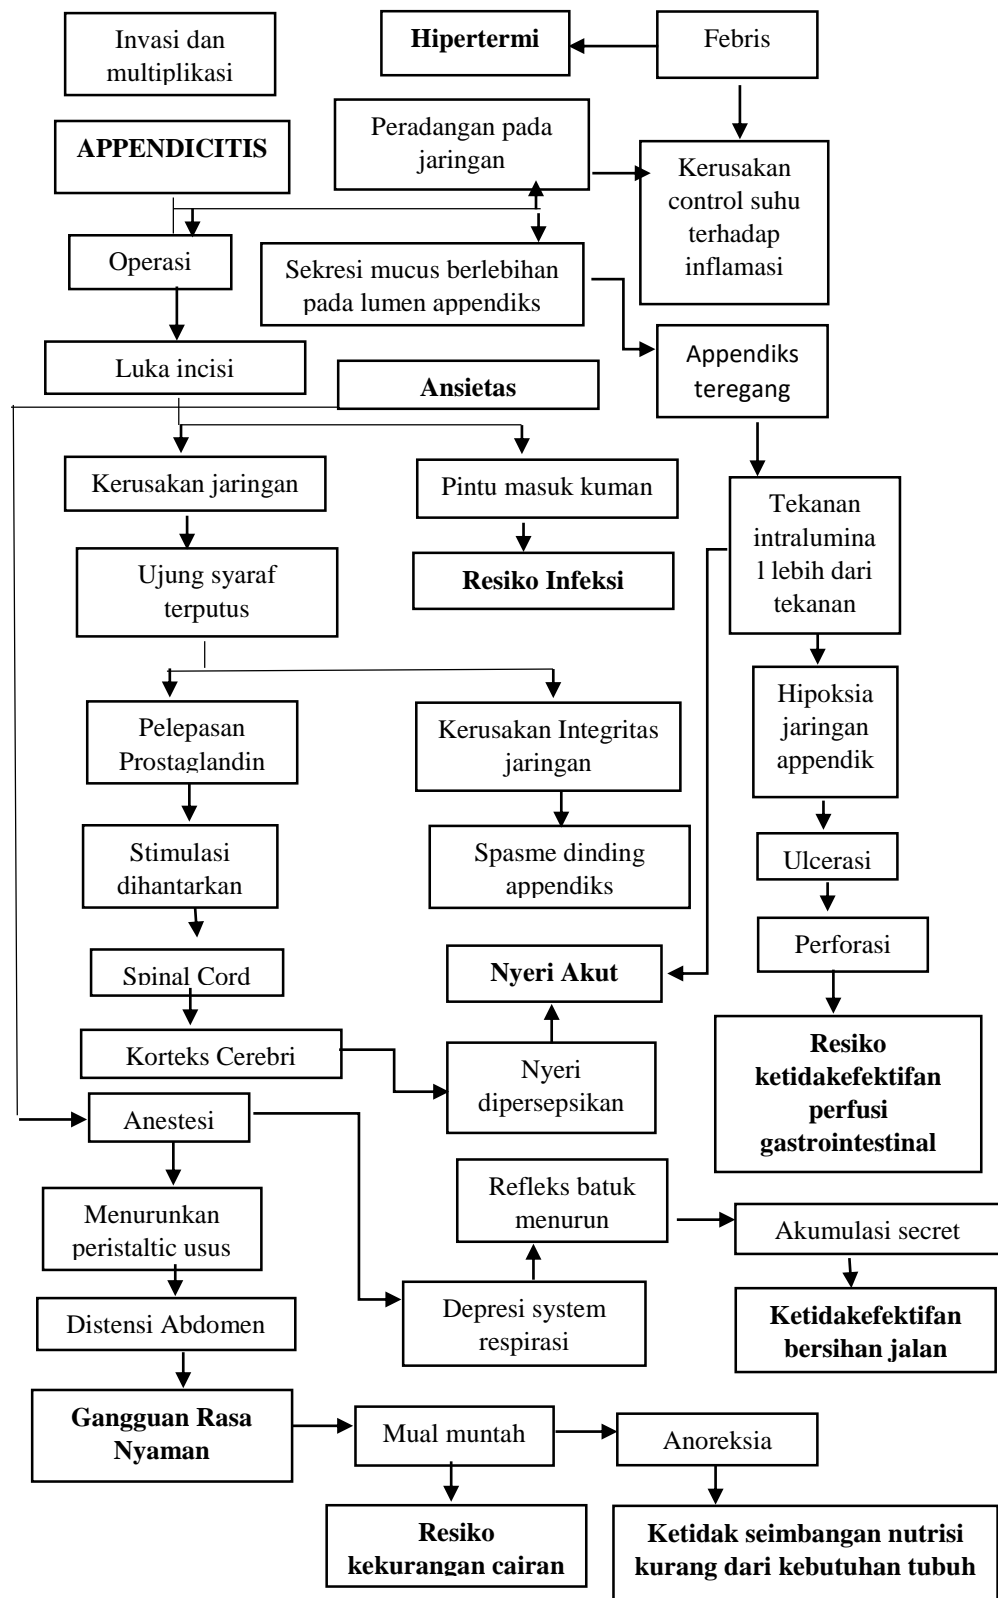 Invasi dan
multiplikasi
Hipertermi
Febris
Peradangan pada
jaringan
APPENDICITIS
Kerusakan
control suhu
terhadap
inflamasi
Operasi
Sekresi mucus berlebihan
pada lumen appendiks
Appendiks
teregang
Luka incisi
Ansietas
Kerusakan jaringan
Pintu masuk kuman
Tekanan
intralumina
l lebih dari
tekanan
Ujung syaraf
terputus
Resiko Infeksi
Pelepasan
Prostaglandin
Kerusakan Integritas
jaringan
Hipoksia
jaringan
appendik
Stimulasi
dihantarkan
Spasme dinding
appendiks
Ulcerasi
Spinal Cord
Nyeri Akut
Perforasi
Korteks Cerebri
Nyeri
dipersepsikan
Resiko
ketidakefektifan
perfusi
gastrointestinal
Anestesi
Menurunkan
peristaltic usus
Refleks batuk
menurun
Akumulasi secret
Distensi Abdomen
Depresi system
respirasi
Ketidakefektifan
bersihan jalan
Gangguan Rasa
Nyaman
Mual muntah
Anoreksia
Resiko
kekurangan cairan
Ketidak seimbangan nutrisi
kurang dari kebutuhan tubuh